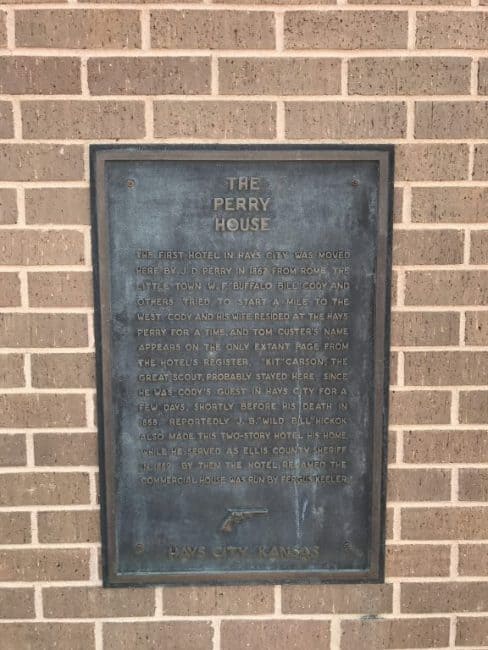 THE
PERRY
HOUSE
THE FIRST HOTEL IN HAYS CITY WAS MOVED
HERE BY J. D. PERRY IN 1867 FROM ROME, THE
LITTLE TOWN W. F. "BUFFALO BILL" CODY AND
OTHERS TRIED TO START A MILE TO THE
WEST. CODY AND HIS WIFE RESIDED AT THE HAYS
PERRY FOR A TIME, AND TOM CUSTER'S NAME
APPEARS ON THE ONLY EXTANT PAGE FROM
THE HOTEL'S REGISTER. "KIT" CARSON, THE
GREAT SCOUT, PROBABLY STAYED HERE, SINCE
HE WAS CODY'S GUEST IN HAYS CITY FOR A
FEW DAYS, SHORTLY BEFORE HIS DEATH IN
1868. REPORTEDLY J. B. "WILD BILL" HICKOK
ALSO MADE THIS TWO-STORY HOTEL HIS HOME
WHILE HE SERVED AS ELLIS COUNTY SHERIFF
IN 1869. BY THEN THE HOTEL, RENAMED THE
COMMERCIAL HOUSE WAS RUN BY FERGUS KEELER.
HAYS CITY, KANSAS